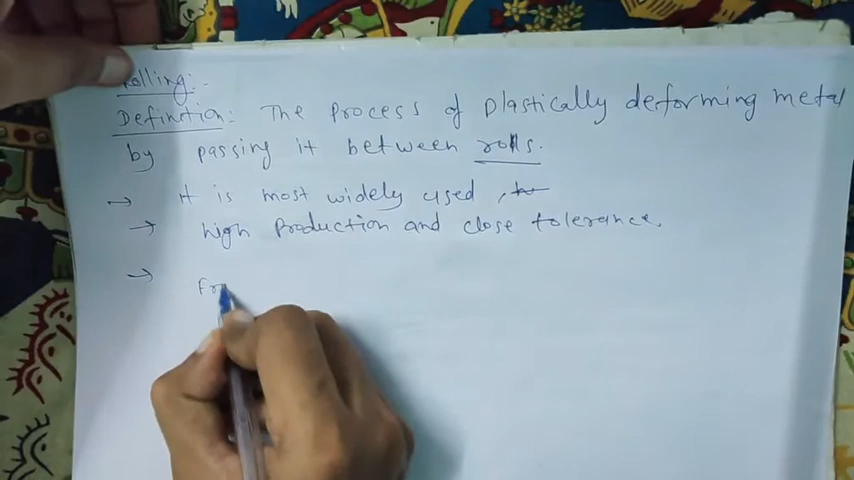 Rolling:-
Definition: The process of plastically deforming metal
by passing it between rolls.
→ It is most widely used,
→ high production and close tolerance.
→ Fr